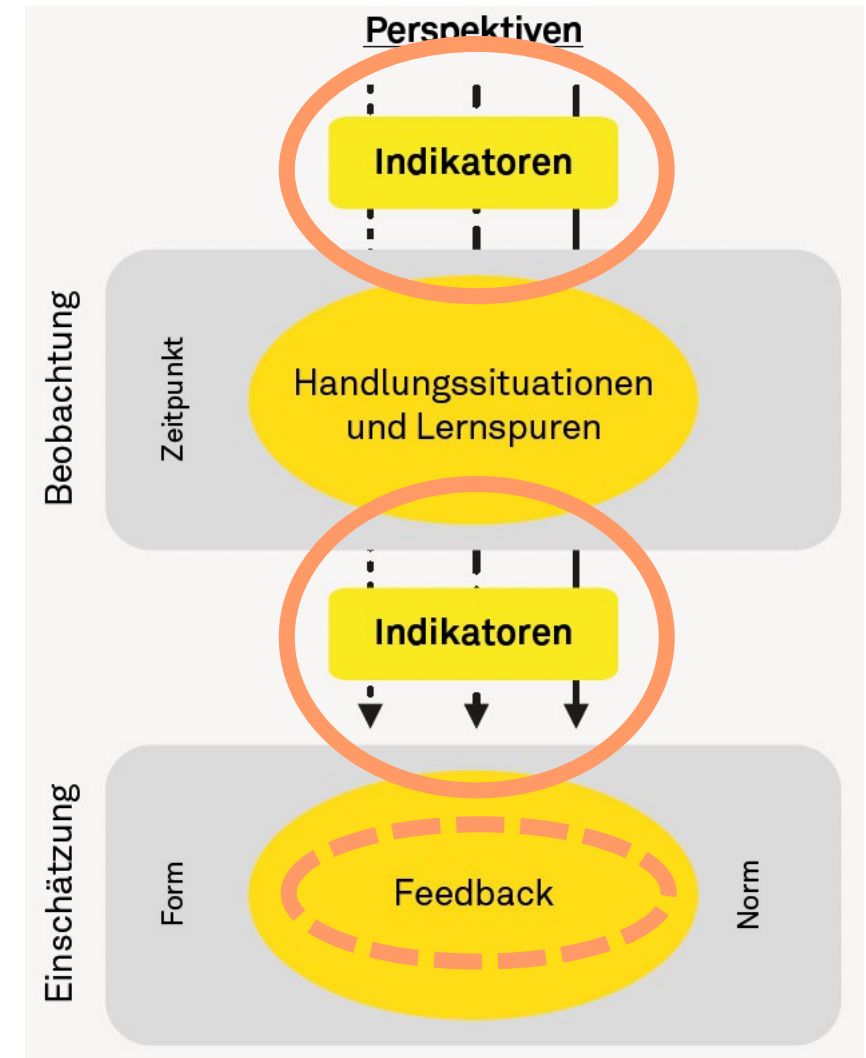 Perspektiven
Indikatoren
Beobachtung
Zeitpunkt
Handlungssituationen
und Lernspuren
Indikatoren
Einschätzung
Form
Feedback
Norm